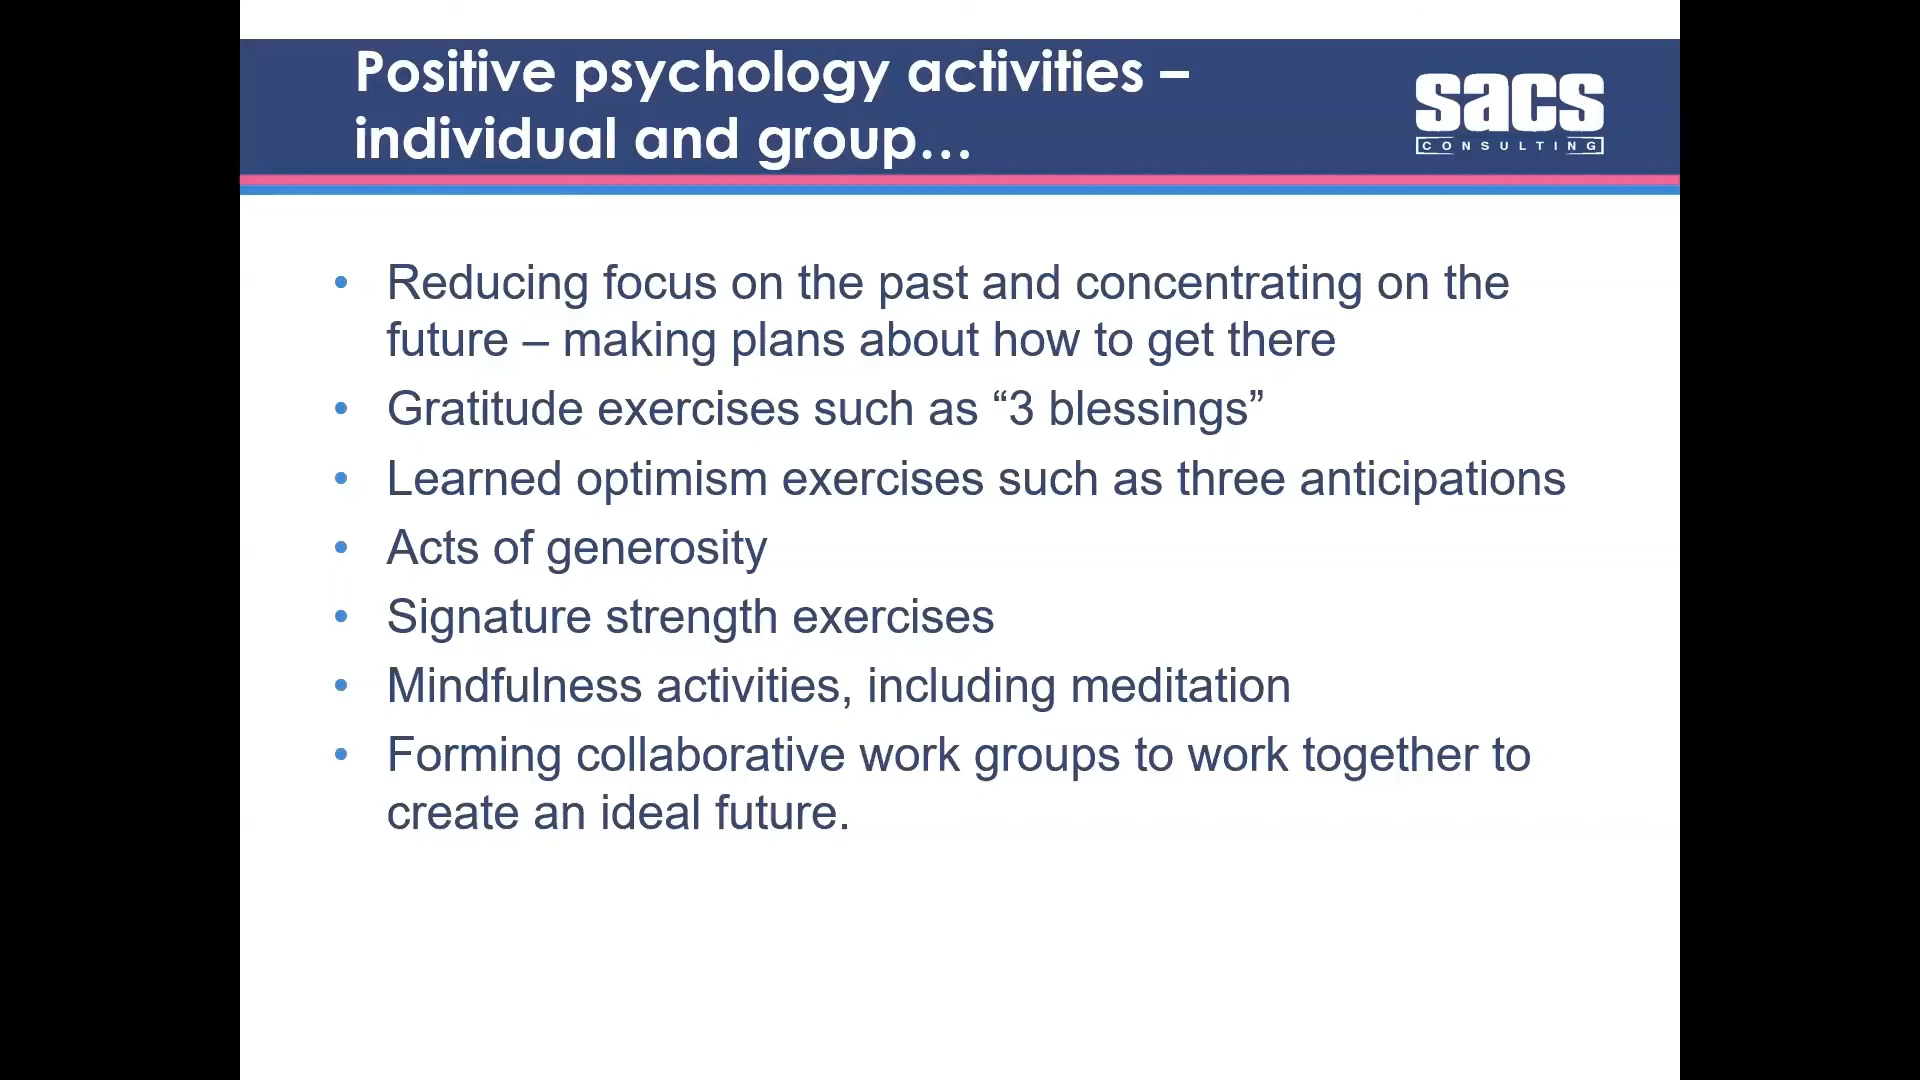 Positive psychology activities –
individual and group…
sacs
CONSULTING
• Reducing focus on the past and concentrating on the
future – making plans about how to get there
• Gratitude exercises such as “3 blessings”
• Learned optimism exercises such as three anticipations
• Acts of generosity
• Signature strength exercises
• Mindfulness activities, including meditation
• Forming collaborative work groups to work together to
create an ideal future.